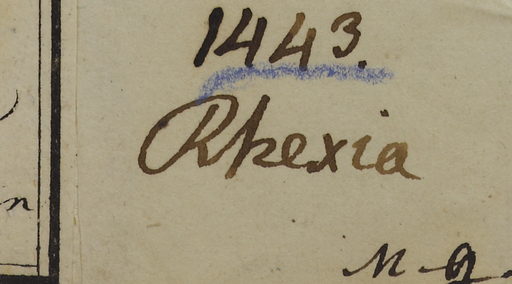 1443.
Rhexia
n
M. G.